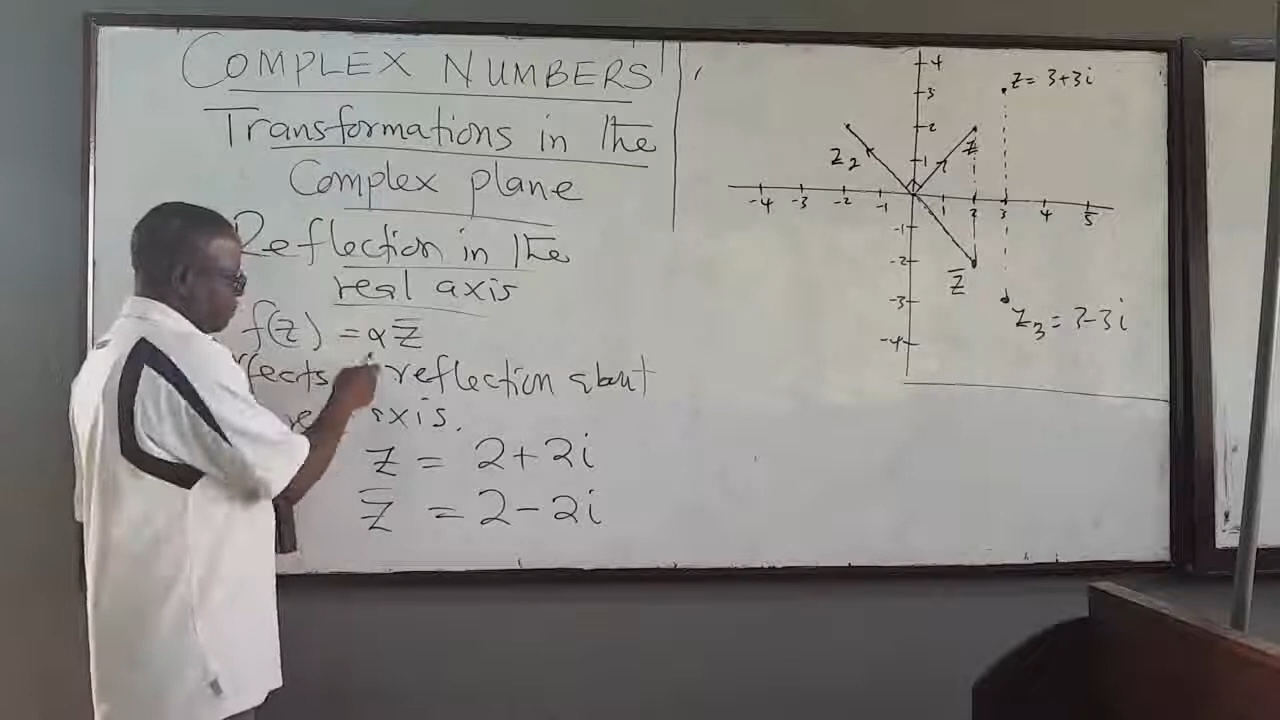 COMPLEX NUMBERS
Transformations in the
Complex plane
Reflection in the
real axis
f(z) = α z̅
reflection about
axis.
z = 2+2i
z̅ = 2-2i
4
3
z = 3+3i
2
z₂
z
1
-4 -3 -2 -1 1 2 3 4 5
-1
-2
z̅
-3
z₃ = 3-3i
-4